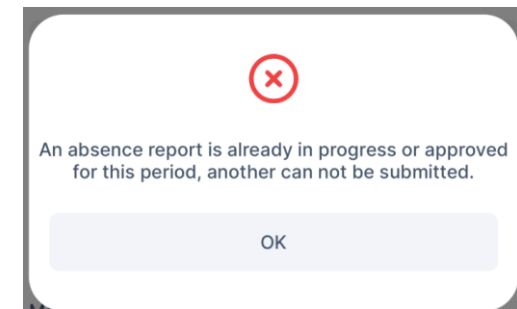 An absence report is already in progress or approved
for this period, another can not be submitted.
OK